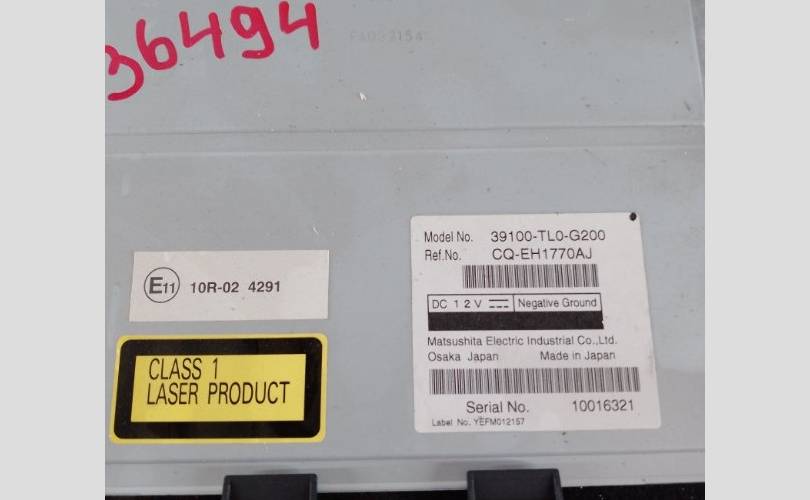 36494
Model No. 39100-TL0-G200
Ref.No. CQ-EH1770AJ
E11 10R-02 4291
DC 12V Negative Ground
Matsushita Electric Industrial Co.,Ltd.
Osaka Japan Made in Japan
CLASS 1
LASER PRODUCT
Serial No. 10016321
Label No. YEFM012157